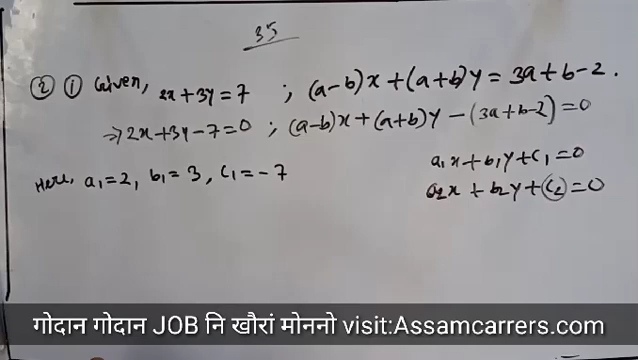 35
② ① Given, 2x+3y=7 ; (a-b)x+(a+b)y=3a+b-2.
⇒2x+3y-7=0 ; (a-b)x+(a+b)y-(3a+b-2)=0
Here, a₁=2, b₁=3, c₁=-7
a₁x+b₁y+c₁=0
a₂x+b₂y+c₂=0
गोदान गोदान JOB नि खौरां मोननो visit:Assamcarrers.com